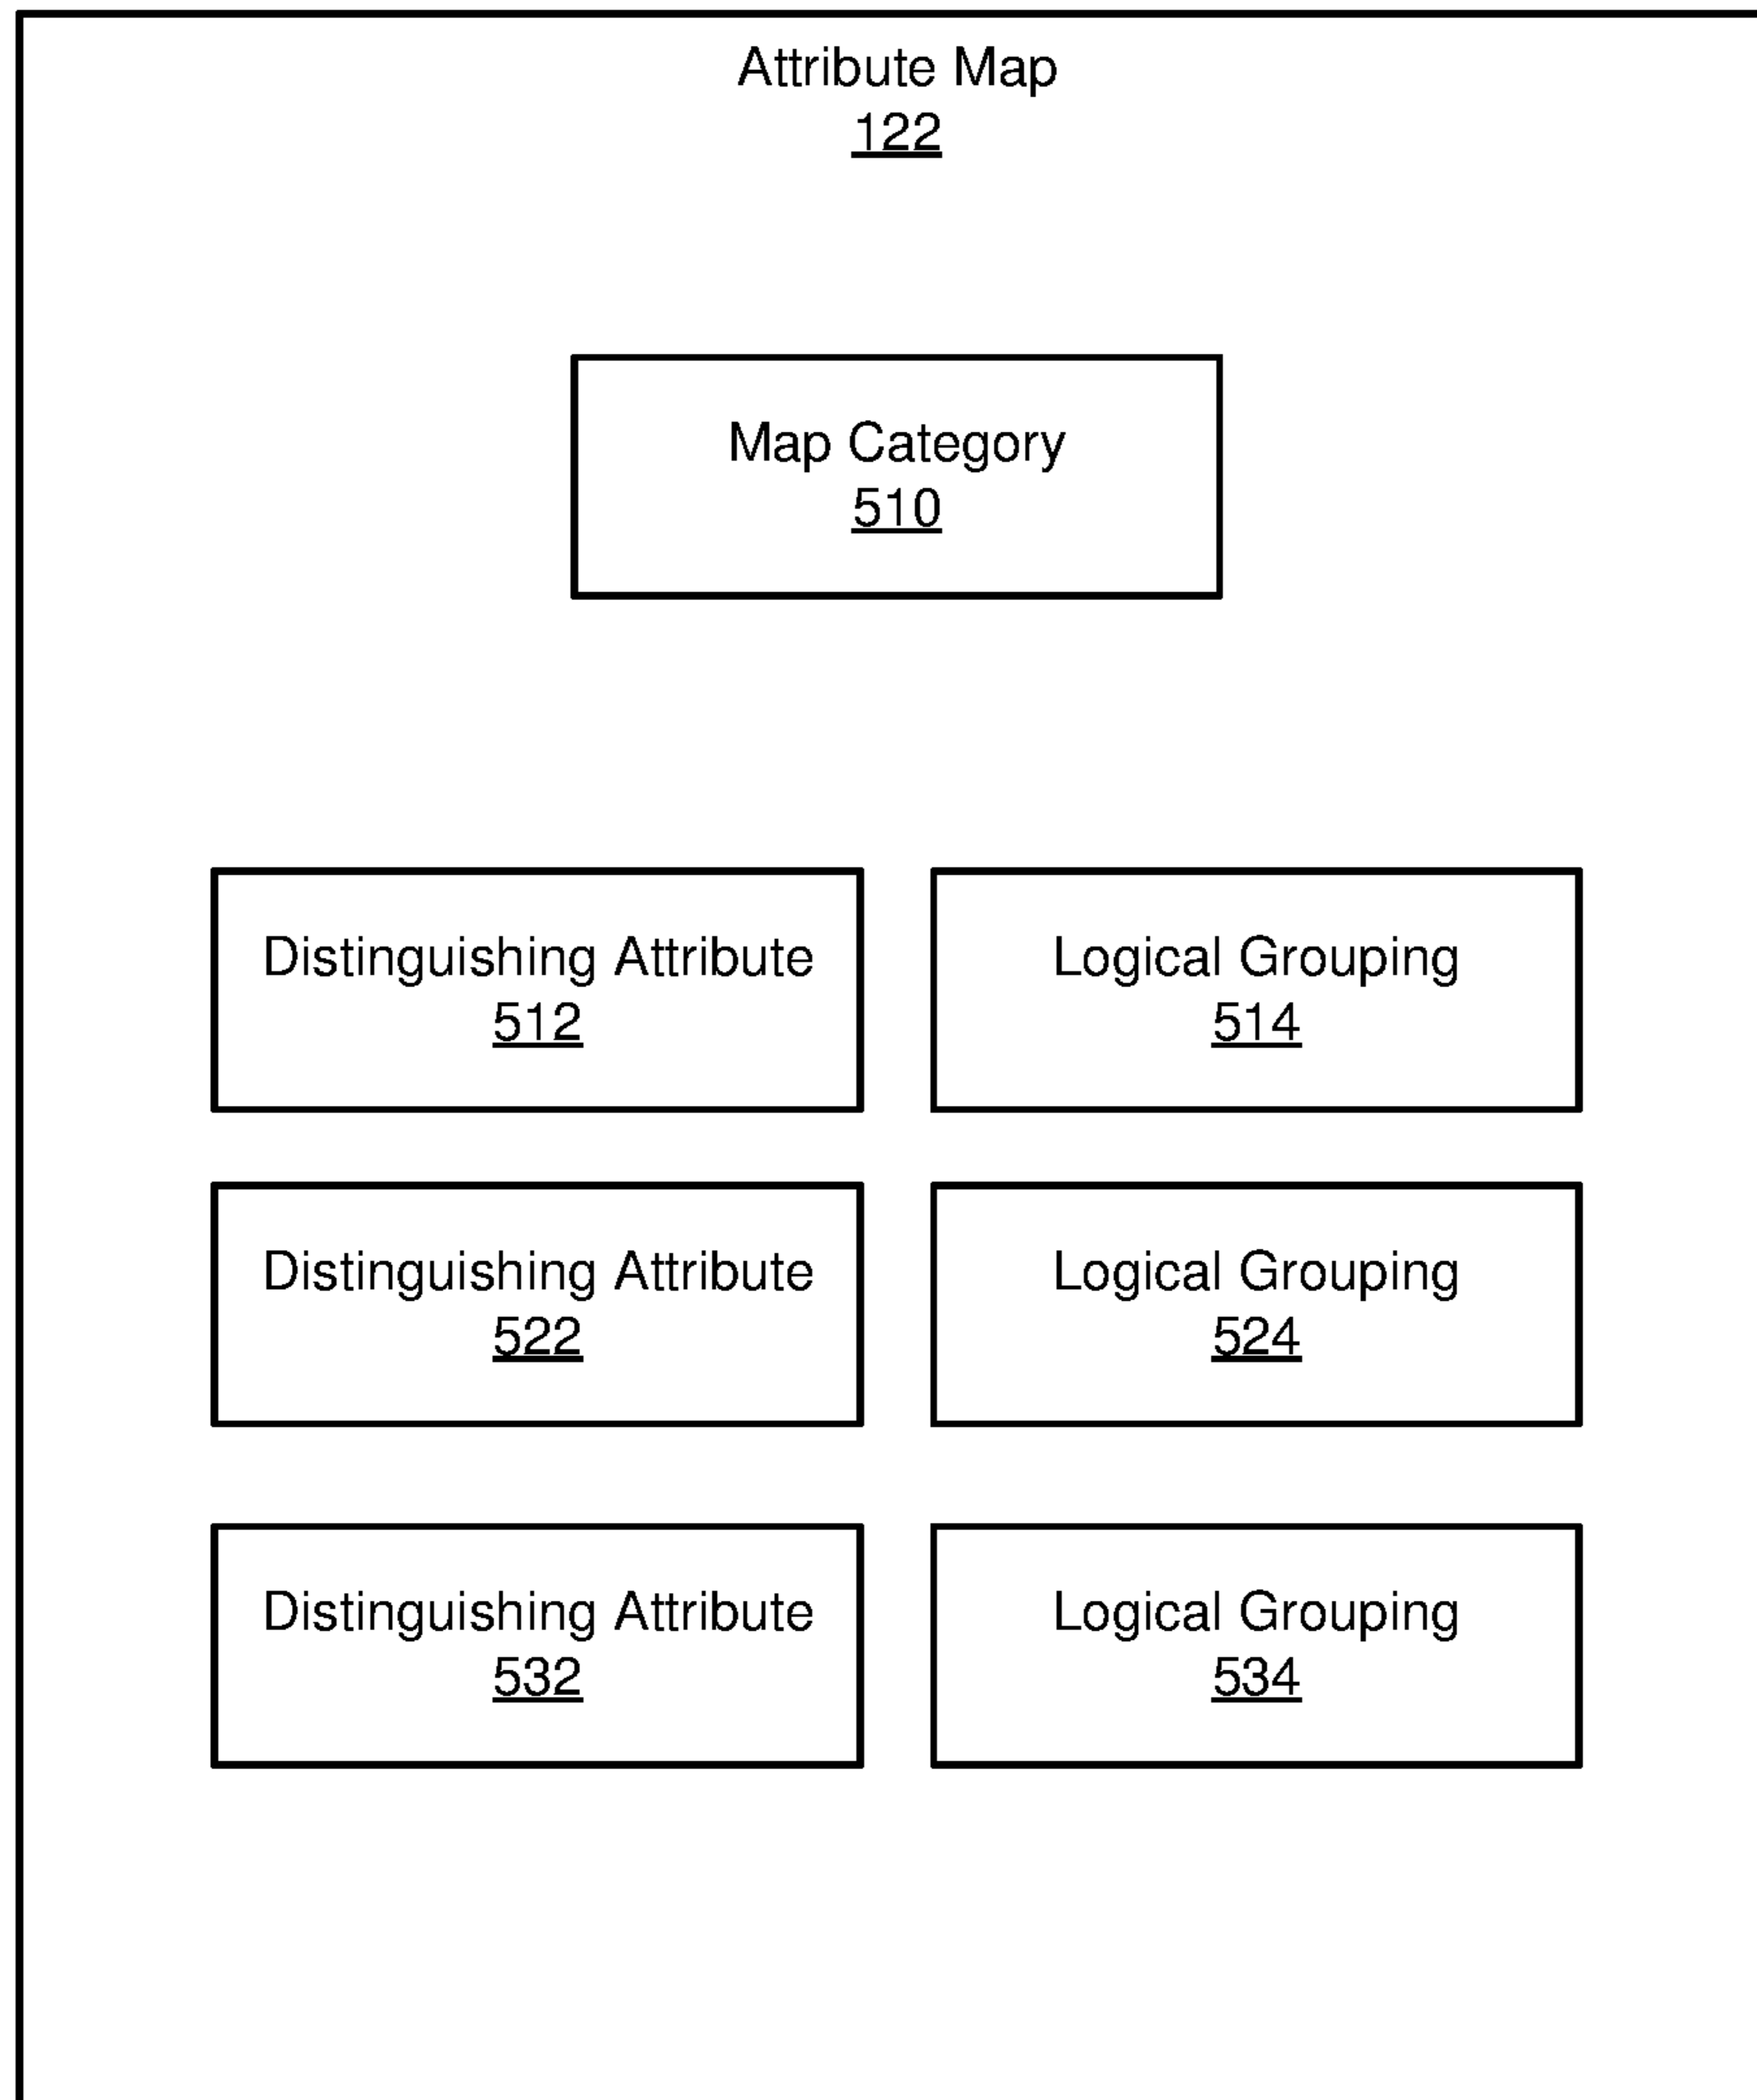 Attribute Map
122
Map Category
510
Distinguishing Attribute
512
Logical Grouping
514
Distinguishing Attribute
522
Logical Grouping
524
Distinguishing Attribute
532
Logical Grouping
534